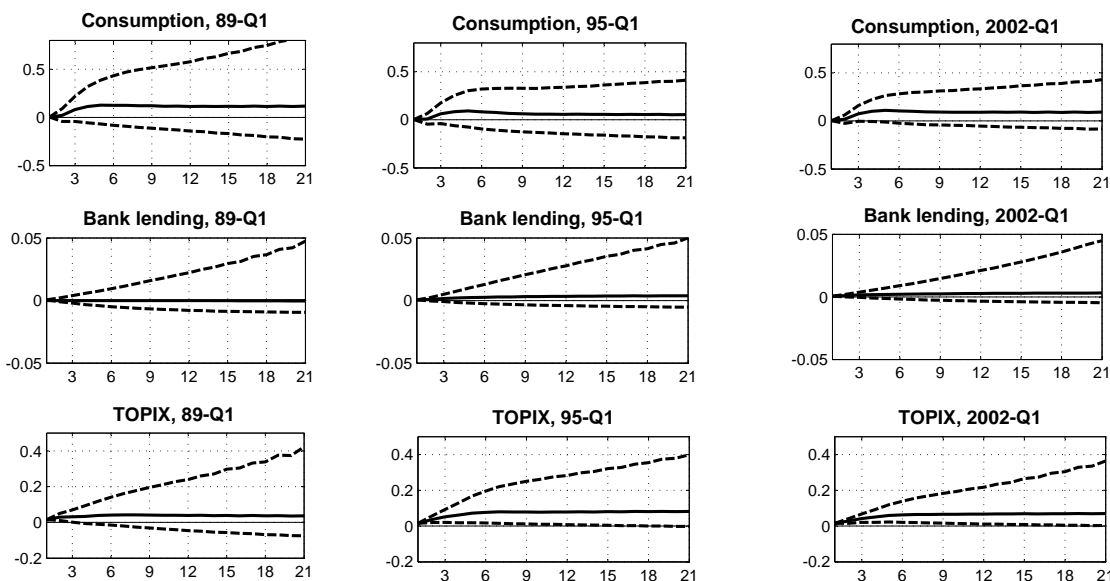 Consumption, 89-Q1
0.5
0
-0.5
3 6 9 12 15 18 21
Consumption, 95-Q1
0.5
0
-0.5
3 6 9 12 15 18 21
Consumption, 2002-Q1
0.5
0
-0.5
3 6 9 12 15 18 21
Bank lending, 89-Q1
0.05
0
-0.05
3 6 9 12 15 18 21
Bank lending, 95-Q1
0.05
0
-0.05
3 6 9 12 15 18 21
Bank lending, 2002-Q1
0.05
0
-0.05
3 6 9 12 15 18 21
TOPIX, 89-Q1
0.4
0.2
0
-0.2
3 6 9 12 15 18 21
TOPIX, 95-Q1
0.4
0.2
0
-0.2
3 6 9 12 15 18 21
TOPIX, 2002-Q1
0.4
0.2
0
-0.2
3 6 9 12 15 18 21